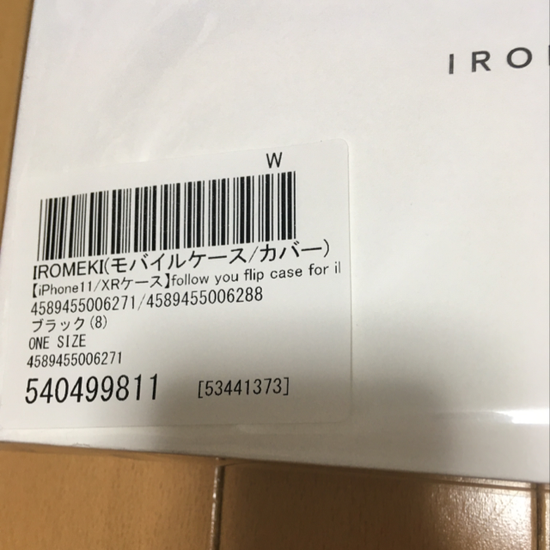 IRO
W
IROMEKI(モバイルケース/カバー)
【iPhone11/XRケース】follow you flip case for
4589455006271/4589455006288
ブラック(8)
ONE SIZE
4589455006271
540499811 [53441373]